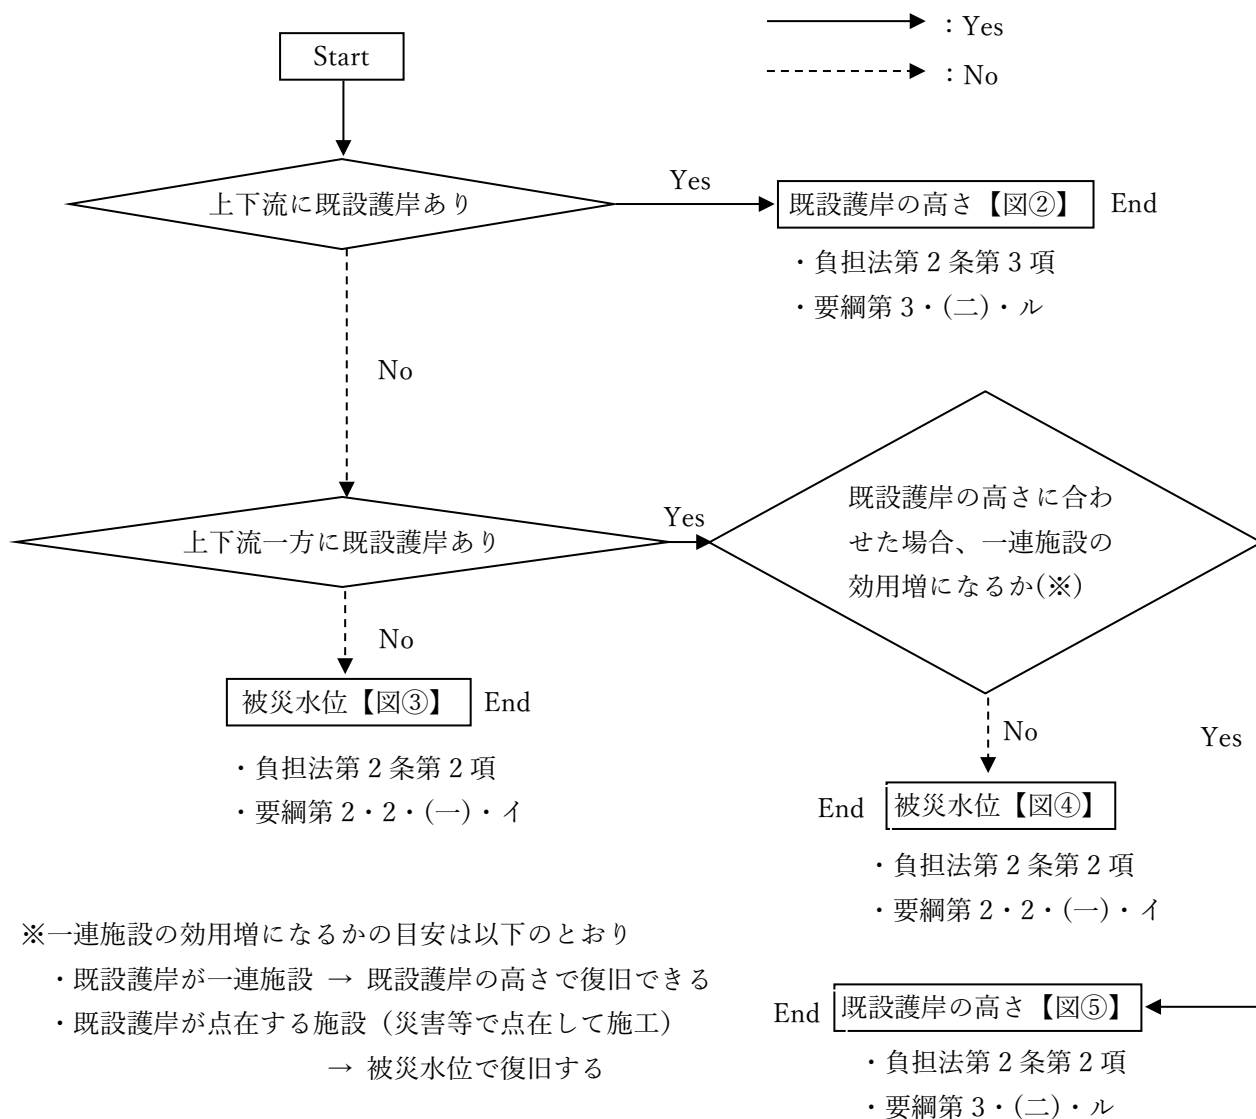 ：Yes
Start
：No
上下流に既設護岸あり
Yes
既設護岸の高さ【図②】
End
・負担法第 2 条第 3 項
・要綱第 3・(二)・ル
No
上下流一方に既設護岸あり
Yes
既設護岸の高さに合わ
せた場合、一連施設の
効用増になるか(※)
No
被災水位【図③】
End
・負担法第 2 条第 2 項
・要綱第 2・2・(一)・イ
No
Yes
End
被災水位【図④】
・負担法第 2 条第 2 項
・要綱第 2・2・(一)・イ
※一連施設の効用増になるかの目安は以下のとおり
・既設護岸が一連施設 → 既設護岸の高さで復旧できる
・既設護岸が点在する施設（災害等で点在して施工）
→ 被災水位で復旧する
End
既設護岸の高さ【図⑤】
・負担法第 2 条第 2 項
・要綱第 3・(二)・ル